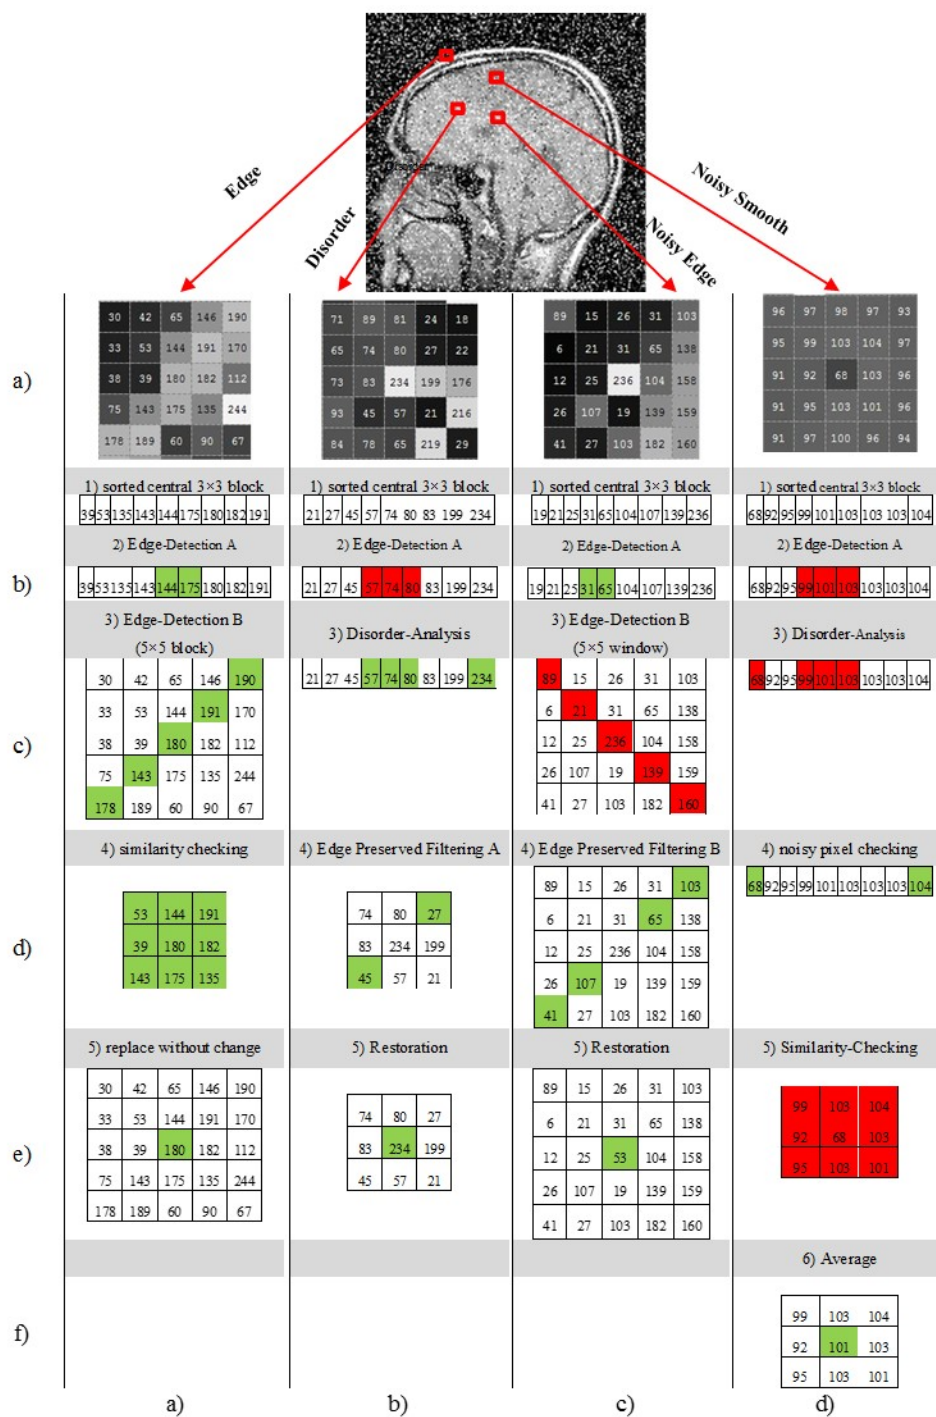 Edge
Disorder
Noisy Edge
Noisy Smooth
a)
30 42 65 146 190
33 53 144 191 170
38 39 180 182 112
75 143 175 135 244
178 189 60 90 67
71 89 81 24 18
65 74 80 27 22
73 83 234 199 176
93 45 57 21 216
84 78 65 219 29
89 15 26 31 103
6 21 31 65 138
12 25 236 104 158
26 107 19 139 159
41 27 103 182 160
96 97 98 97 93
95 99 103 104 97
91 92 68 103 96
91 95 103 101 96
91 97 100 96 94
b)
1) sorted central 3×3 block
39 53 135 143 144 175 180 182 191
2) Edge-Detection A
39 53 135 143 144 175 180 182 191
1) sorted central 3×3 block
21 27 45 57 74 80 83 199 234
2) Edge-Detection A
21 27 45 57 74 80 83 199 234
1) sorted central 3×3 block
19 21 25 31 65 104 107 139 236
2) Edge-Detection A
19 21 25 31 65 104 107 139 236
1) sorted central 3×3 block
68 92 95 99 101 103 103 103 104
2) Edge-Detection A
68 92 95 99 101 103 103 103 104
c)
3) Edge-Detection B
(5×5 block)
30 42 65 146 190
33 53 144 191 170
38 39 180 182 112
75 143 175 135 244
178 189 60 90 67
3) Disorder-Analysis
21 27 45 57 74 80 83 199 234
3) Edge-Detection B
(5×5 window)
89 15 26 31 103
6 21 31 65 138
12 25 236 104 158
26 107 19 139 159
41 27 103 182 160
3) Disorder-Analysis
68 92 95 99 101 103 103 103 104
d)
4) similarity checking
53 144 191
39 180 182
143 175 135
4) Edge Preserved Filtering A
74 80 27
83 234 199
45 57 21
4) Edge Preserved Filtering B
89 15 26 31 103
6 21 31 65 138
12 25 236 104 158
26 107 19 139 159
41 27 103 182 160
4) noisy pixel checking
68 92 95 99 101 103 103 103 104
e)
5) replace without change
30 42 65 146 190
33 53 144 191 170
38 39 180 182 112
75 143 175 135 244
178 189 60 90 67
5) Restoration
74 80 27
83 234 199
45 57 21
5) Restoration
89 15 26 31 103
6 21 31 65 138
12 25 53 104 158
26 107 19 139 159
41 27 103 182 160
5) Similarity-Checking
99 103 104
92 68 103
95 103 101
f)
6) Average
99 103 104
92 101 103
95 103 101
a) b) c) d)